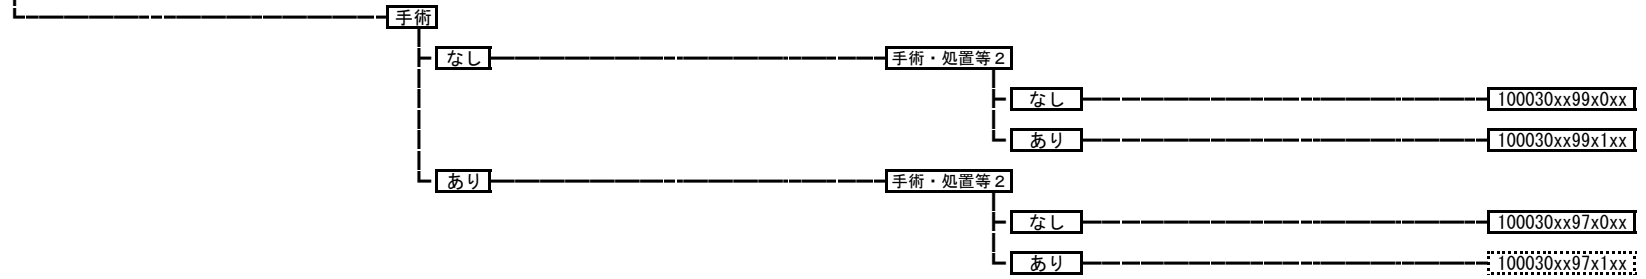 手術
なし 手術・処置等２
なし 100030xx99x0xx
あり 100030xx99x1xx
あり 手術・処置等２
なし 100030xx97x0xx
あり 100030xx97x1xx